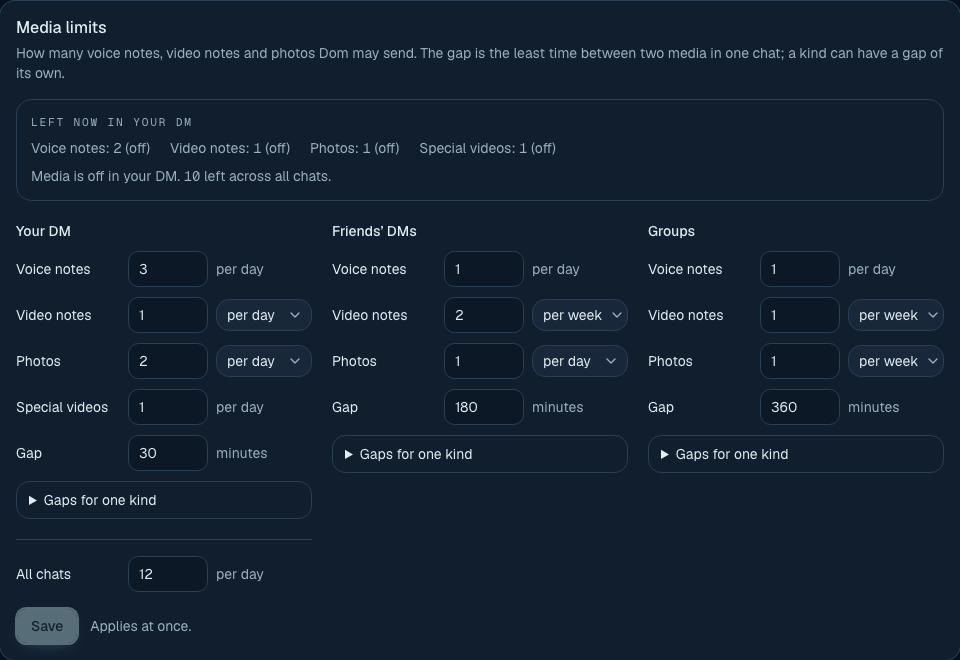 Media limits
How many voice notes, video notes and photos Dom may send. The gap is the least time between two media in one chat; a kind can have a gap of
its own.
LEFT NOW IN YOUR DM
Voice notes: 2 (off) Video notes: 1 (off) Photos: 1 (off) Special videos: 1 (off)
Media is off in your DM. 10 left across all chats.
Your DM
Voice notes 3 per day
Video notes 1 per day
Photos 2 per day
Special videos 1 per day
Gap 30 minutes
Gaps for one kind
Friends’ DMs
Voice notes 1 per day
Video notes 2 per week
Photos 1 per day
Gap 180 minutes
Gaps for one kind
Groups
Voice notes 1 per day
Video notes 1 per week
Photos 1 per week
Gap 360 minutes
Gaps for one kind
All chats 12 per day
Save Applies at once.